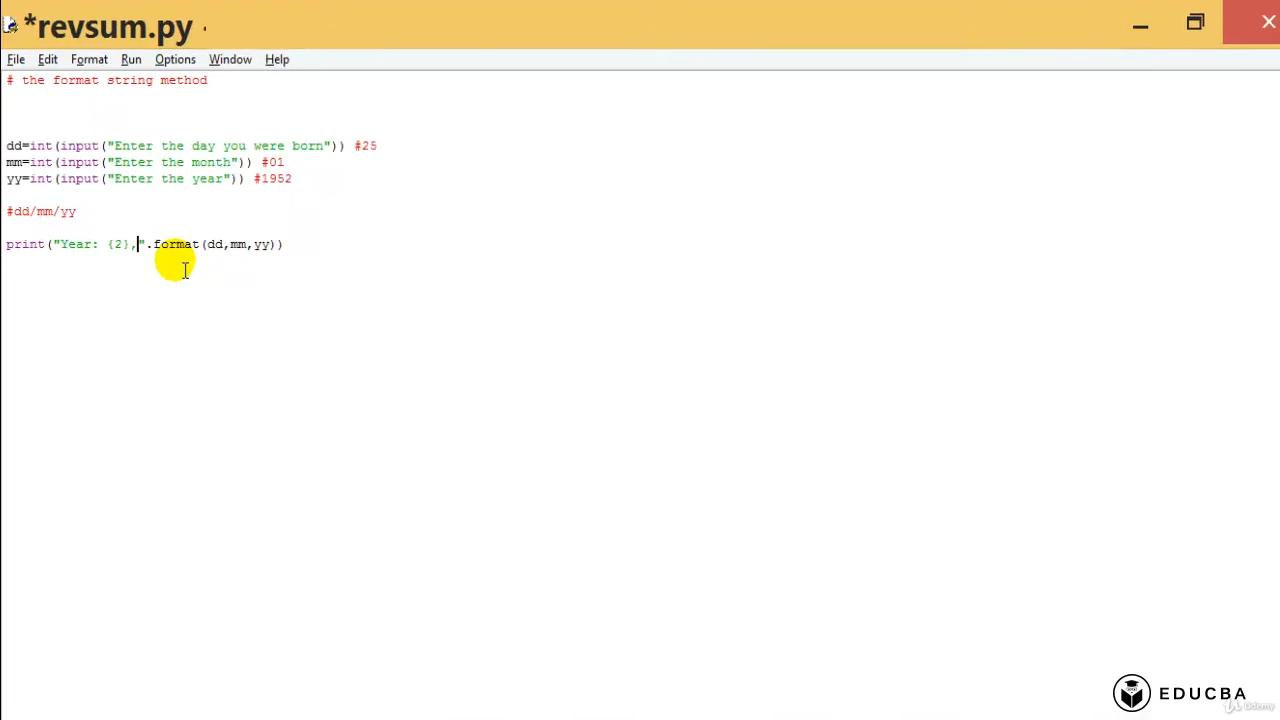 *revsum.py
File Edit Format Run Options Window Help
# the format string method
dd=int(input("Enter the day you were born")) #25
mm=int(input("Enter the month")) #01
yy=int(input("Enter the year")) #1952
#dd/mm/yy
print("Year: {2},".format(dd,mm,yy))
EDUCBA
Udemy